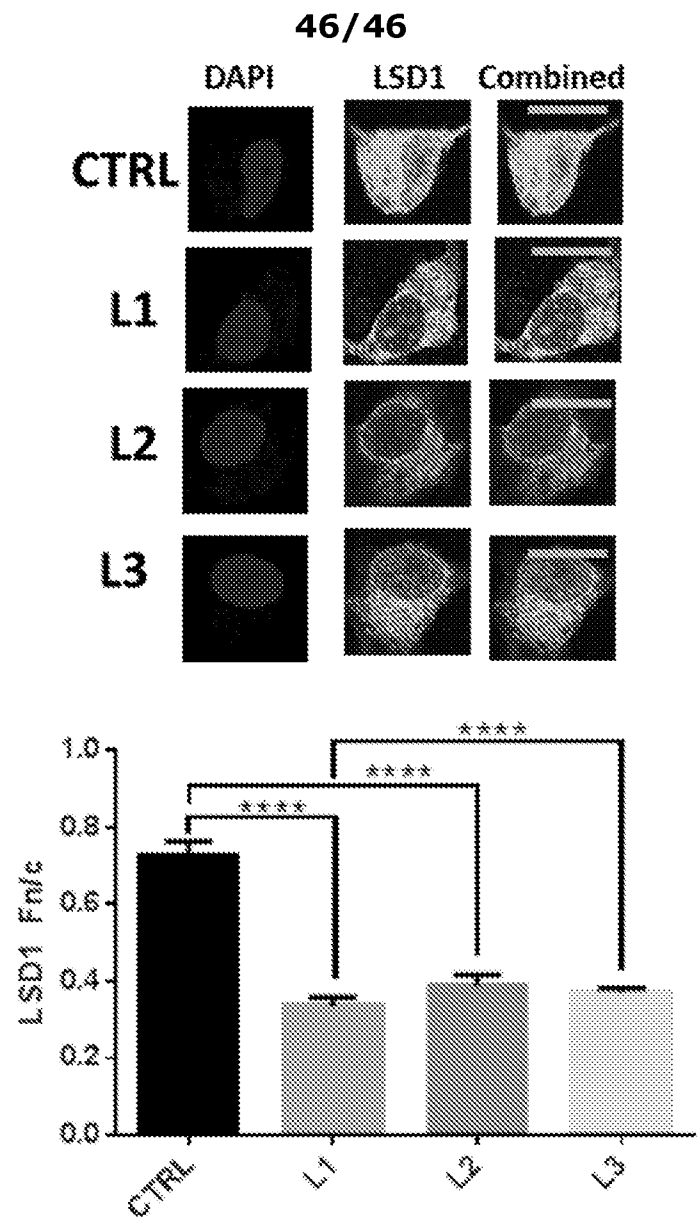 46/46
DAPI LSD1 Combined
CTRL
L1
L2
L3
****
****
****
1.0
0.8
0.6
0.4
0.2
0.0
LSD1 Fn/c
CTRL L1 L2 L3